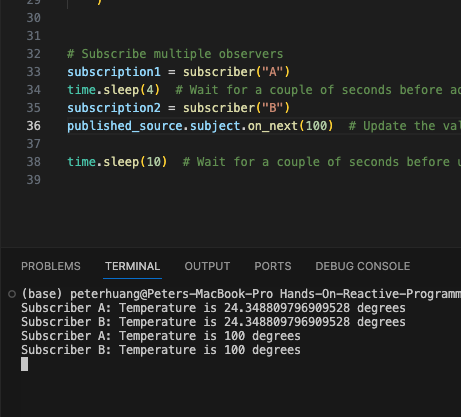 29 )
30
31
32 # Subscribe multiple observers
33 subscription1 = subscriber("A")
34 time.sleep(4) # Wait for a couple of seconds before
35 subscription2 = subscriber("B")
36 published_source.subject.on_next(100) # Update the
37
38 time.sleep(10) # Wait for a couple of seconds before
39
PROBLEMS TERMINAL OUTPUT PORTS DEBUG CONSOLE
(base) peterhuang@Peters-MacBook-Pro Hands-On-Reactive-Programm
Subscriber A: Temperature is 24.348809796909528 degrees
Subscriber B: Temperature is 24.348809796909528 degrees
Subscriber A: Temperature is 100 degrees
Subscriber B: Temperature is 100 degrees